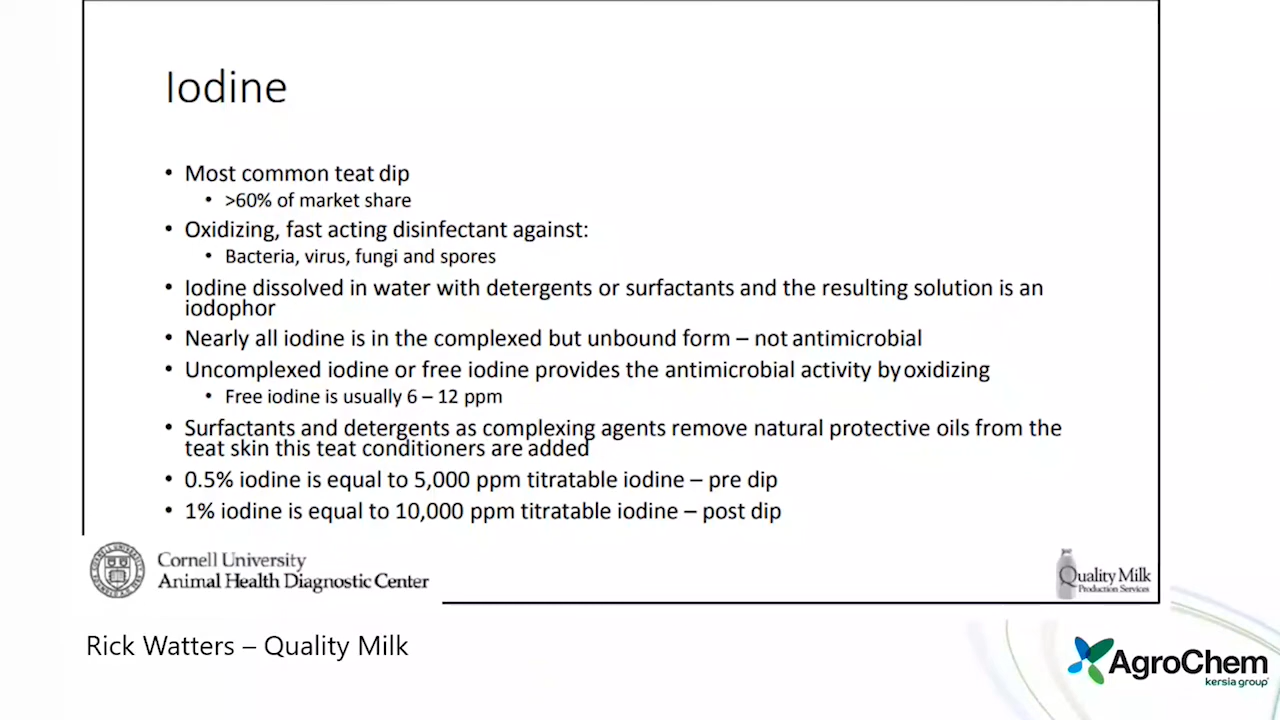 Iodine
• Most common teat dip
• >60% of market share
• Oxidizing, fast acting disinfectant against:
• Bacteria, virus, fungi and spores
• Iodine dissolved in water with detergents or surfactants and the resulting solution is an
iodophor
• Nearly all iodine is in the complexed but unbound form – not antimicrobial
• Uncomplexed iodine or free iodine provides the antimicrobial activity by oxidizing
• Free iodine is usually 6 – 12 ppm
• Surfactants and detergents as complexing agents remove natural protective oils from the
teat skin this teat conditioners are added
• 0.5% iodine is equal to 5,000 ppm titratable iodine – pre dip
• 1% iodine is equal to 10,000 ppm titratable iodine – post dip
Cornell University
Animal Health Diagnostic Center
Quality Milk
Production Services
Rick Watters – Quality Milk
AgroChem
kersia group